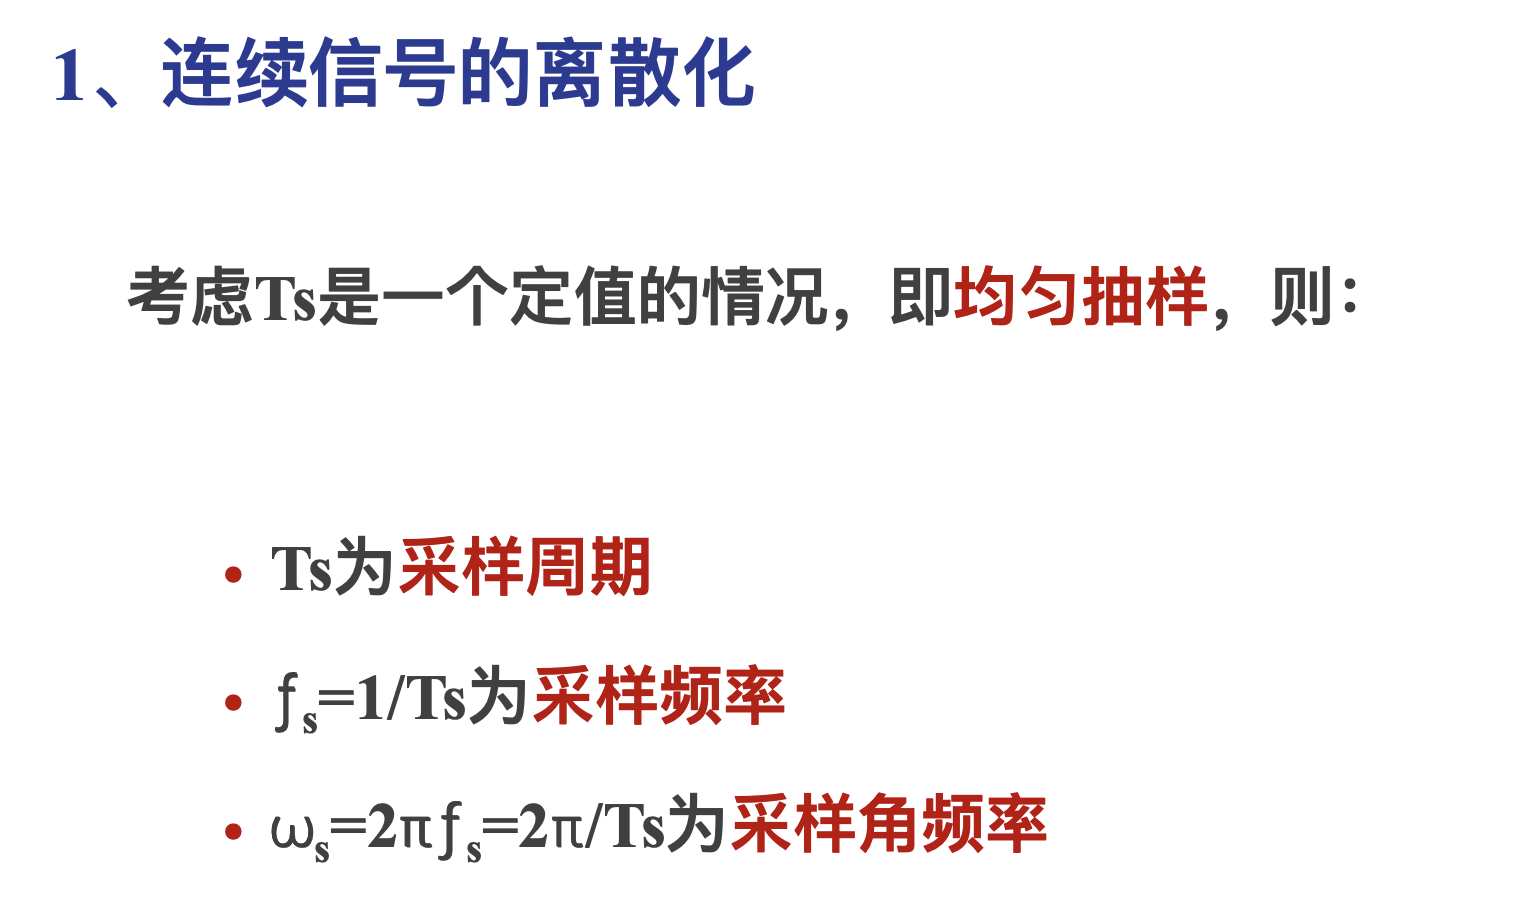 1、连续信号的离散化
考虑Ts是一个定值的情况，即均匀抽样，则：
• Ts为采样周期
• ƒs=1/Ts为采样频率
• ωs=2πƒs=2π/Ts为采样角频率